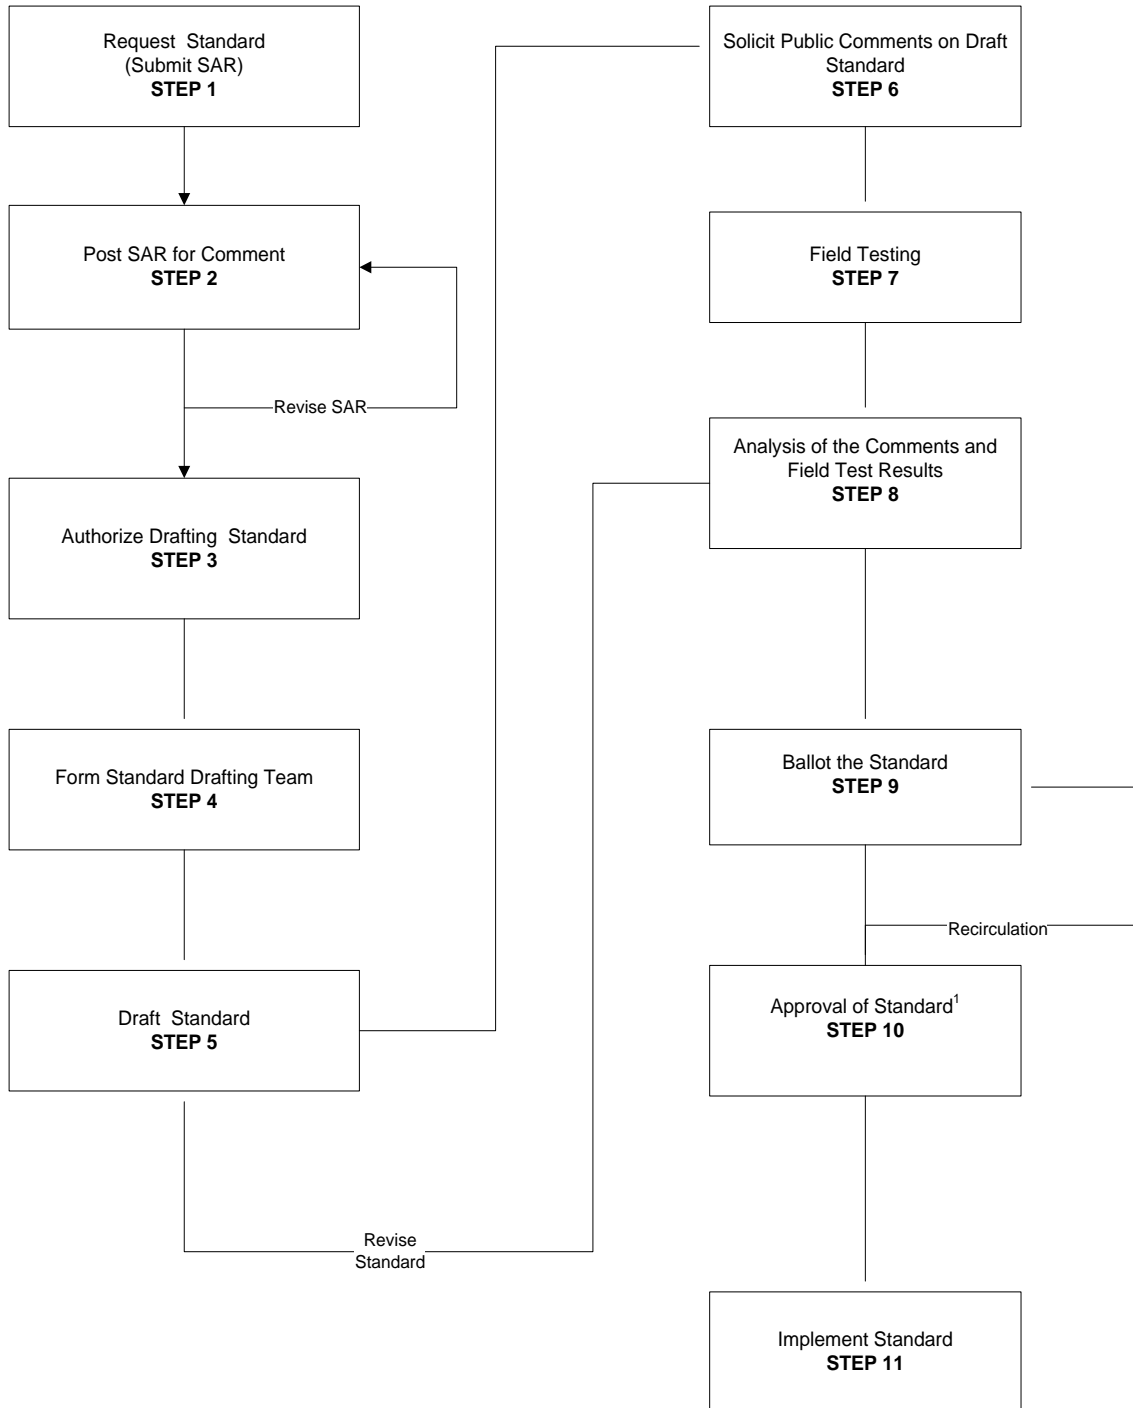 Request Standard
(Submit SAR)
STEP 1
Post SAR for Comment
STEP 2
Revise SAR
Authorize Drafting Standard
STEP 3
Form Standard Drafting Team
STEP 4
Draft Standard
STEP 5
Revise
Standard
Solicit Public Comments on Draft
Standard
STEP 6
Field Testing
STEP 7
Analysis of the Comments and
Field Test Results
STEP 8
Ballot the Standard
STEP 9
Recirculation
Approval of Standard¹
STEP 10
Implement Standard
STEP 11